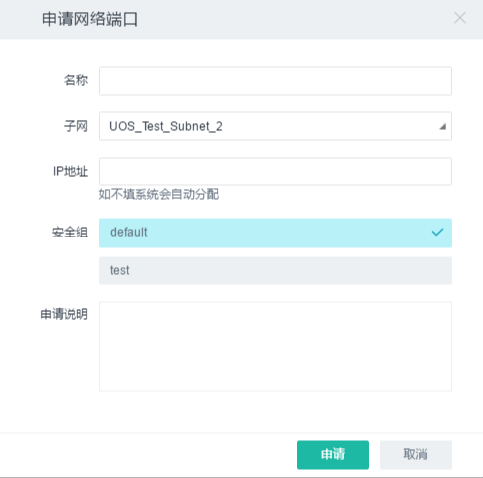 申请网络端口
名称
子网 UOS_Test_Subnet_2
IP地址
如不填系统会自动分配
安全组 default
test
申请说明
申请 取消